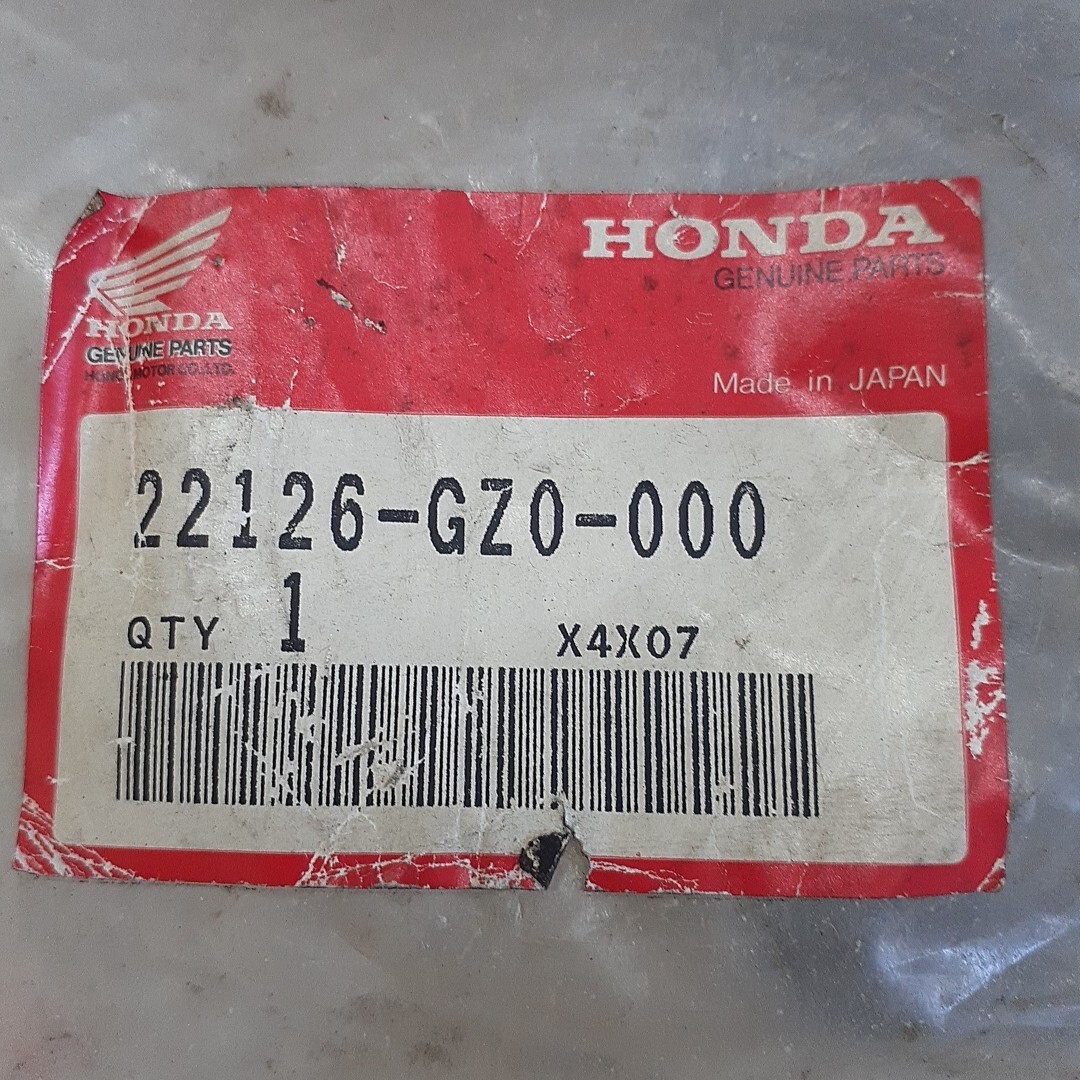 HONDA
GENUINE PARTS
HONDA
GENUINE PARTS
HONDA MOTOR CO.,LTD.
Made in JAPAN
22126-GZ0-000
QTY 1 X4X07